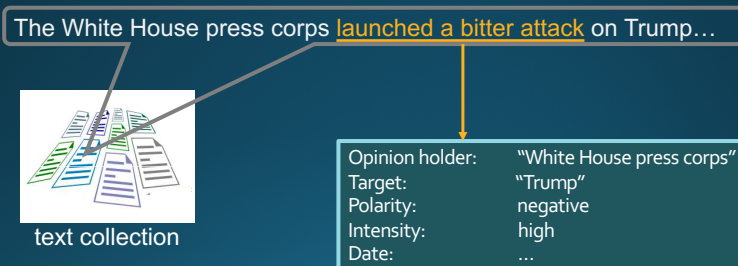 The White House press corps launched a bitter attack on Trump…
text collection
Opinion holder: "White House press corps"
Target: "Trump"
Polarity: negative
Intensity: high
Date: …